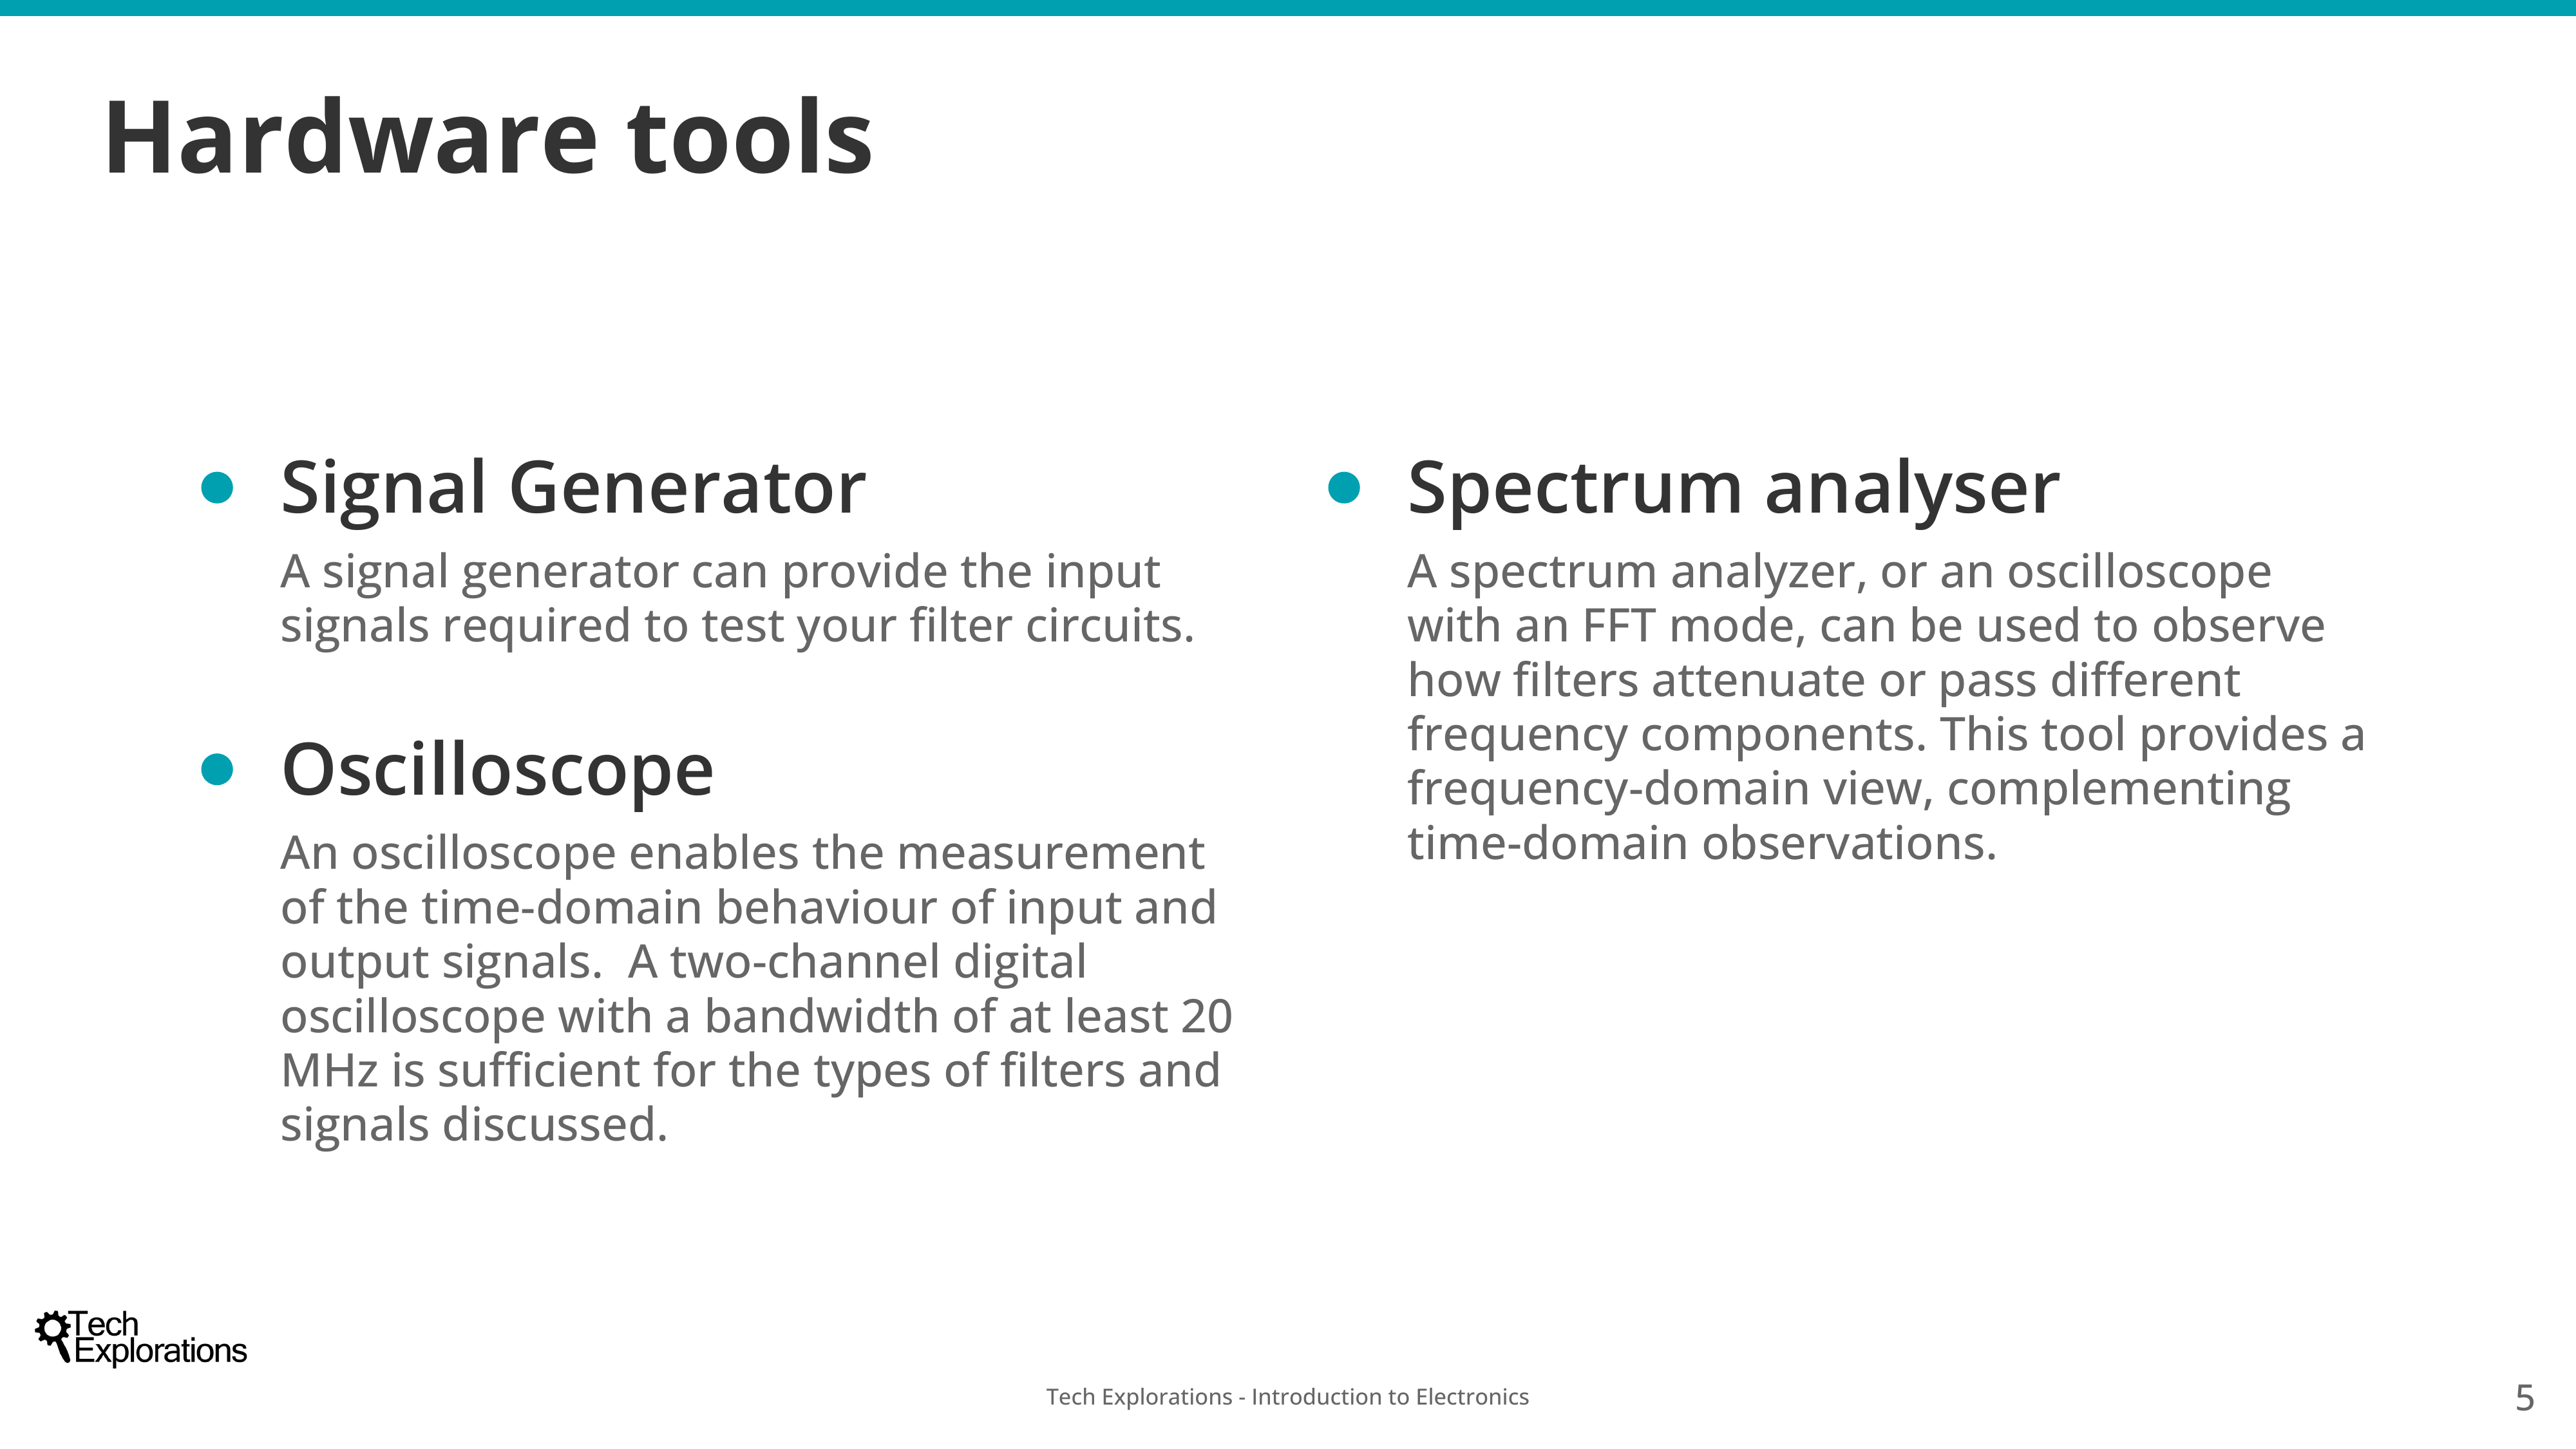 Hardware tools
Signal Generator
A signal generator can provide the input
signals required to test your filter circuits.
Oscilloscope
An oscilloscope enables the measurement
of the time-domain behaviour of input and
output signals.  A two-channel digital
oscilloscope with a bandwidth of at least 20
MHz is sufficient for the types of filters and
signals discussed.
Spectrum analyser
A spectrum analyzer, or an oscilloscope
with an FFT mode, can be used to observe
how filters attenuate or pass different
frequency components. This tool provides a
frequency-domain view, complementing
time-domain observations.
Tech
Explorations
Tech Explorations - Introduction to Electronics
5